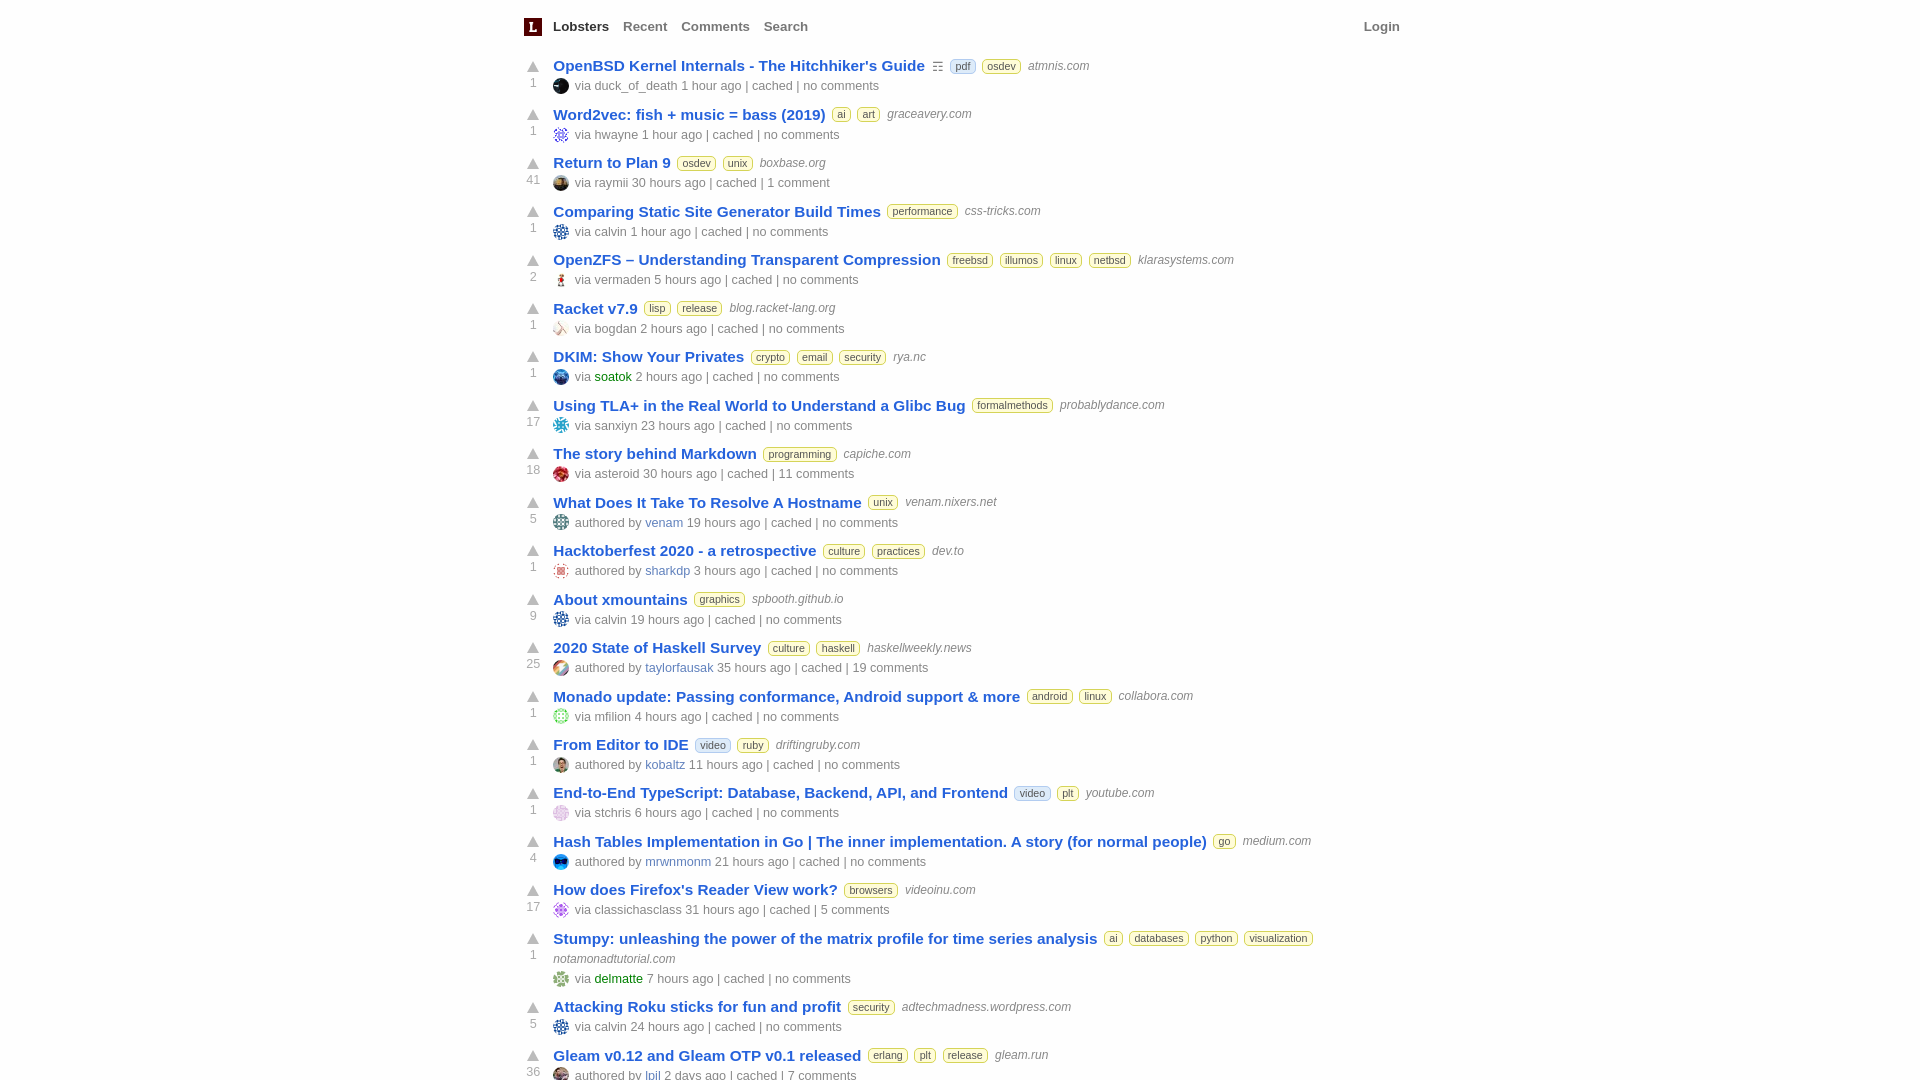 L Lobsters Recent Comments Search Login
OpenBSD Kernel Internals - The Hitchhiker's Guide ☶ pdf osdev atmnis.com
1
via duck_of_death 1 hour ago | cached | no comments
Word2vec: fish + music = bass (2019) ai art graceavery.com
1
via hwayne 1 hour ago | cached | no comments
Return to Plan 9 osdev unix boxbase.org
41
via raymii 30 hours ago | cached | 1 comment
Comparing Static Site Generator Build Times performance css-tricks.com
1
via calvin 1 hour ago | cached | no comments
OpenZFS – Understanding Transparent Compression freebsd illumos linux netbsd klarasystems.com
2
via vermaden 5 hours ago | cached | no comments
Racket v7.9 lisp release blog.racket-lang.org
1
via bogdan 2 hours ago | cached | no comments
DKIM: Show Your Privates crypto email security rya.nc
1
via soatok 2 hours ago | cached | no comments
Using TLA+ in the Real World to Understand a Glibc Bug formalmethods probablydance.com
17
via sanxiyn 23 hours ago | cached | no comments
The story behind Markdown programming capiche.com
18
via asteroid 30 hours ago | cached | 11 comments
What Does It Take To Resolve A Hostname unix venam.nixers.net
5
authored by venam 19 hours ago | cached | no comments
Hacktoberfest 2020 - a retrospective culture practices dev.to
1
authored by sharkdp 3 hours ago | cached | no comments
About xmountains graphics spbooth.github.io
9
via calvin 19 hours ago | cached | no comments
2020 State of Haskell Survey culture haskell haskellweekly.news
25
authored by taylorfausak 35 hours ago | cached | 19 comments
Monado update: Passing conformance, Android support & more android linux collabora.com
1
via mfilion 4 hours ago | cached | no comments
From Editor to IDE video ruby driftingruby.com
1
authored by kobaltz 11 hours ago | cached | no comments
End-to-End TypeScript: Database, Backend, API, and Frontend video plt youtube.com
1
via stchris 6 hours ago | cached | no comments
Hash Tables Implementation in Go | The inner implementation. A story (for normal people) go medium.com
4
authored by mrwnmonm 21 hours ago | cached | no comments
How does Firefox's Reader View work? browsers videoinu.com
17
via classichasclass 31 hours ago | cached | 5 comments
Stumpy: unleashing the power of the matrix profile for time series analysis ai databases python visualization
1
notamonadtutorial.com
via delmatte 7 hours ago | cached | no comments
Attacking Roku sticks for fun and profit security adtechmadness.wordpress.com
5
via calvin 24 hours ago | cached | no comments
Gleam v0.12 and Gleam OTP v0.1 released erlang plt release gleam.run
36
authored by lpil 2 days ago | cached | 7 comments